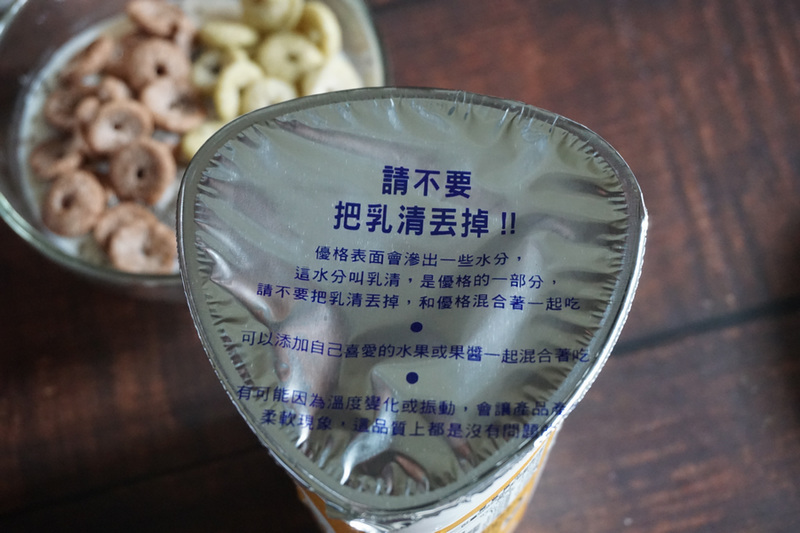 請不要
把乳清丟掉!!
優格表面會滲出一些水分，
這水分叫乳清，是優格的一部分，
請不要把乳清丟掉，和優格混合著一起吃
●
可以添加自己喜愛的水果或果醬一起混合著吃
●
有可能因為溫度變化或振動，會讓產品產
柔軟現象，這品質上都是沒有問題的